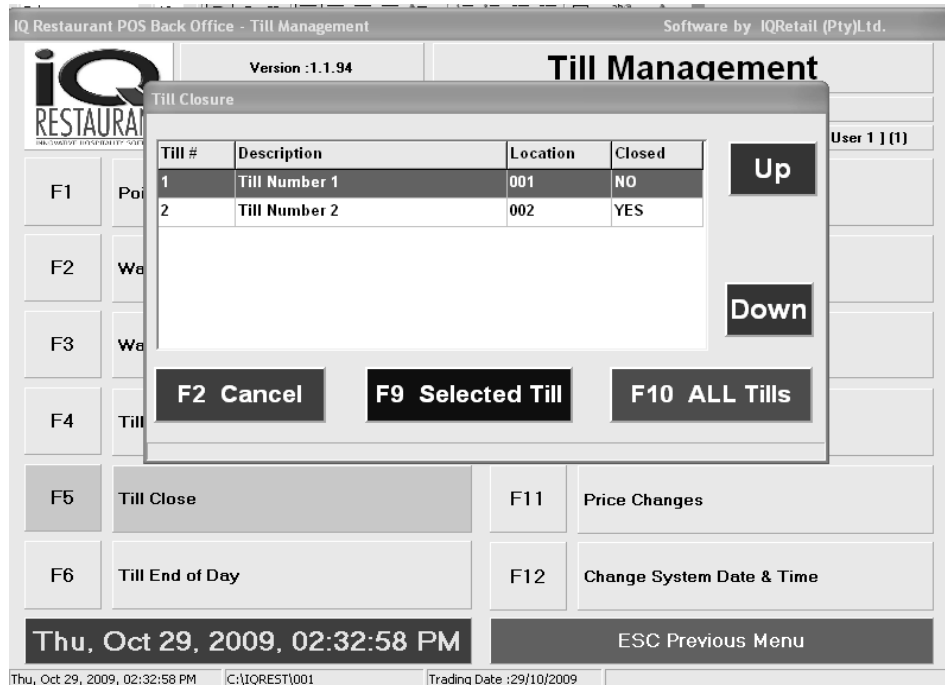 IQ Restaurant POS Back Office - Till Management Software by IQRetail (Pty)Ltd.
iQ Version :1.1.94 Till Management
Till Closure
RESTAURA
User 1 ] (1)
Till # Description Location Closed
1 Till Number 1 001 NO
2 Till Number 2 002 YES
Up
Down
F2 Cancel F9 Selected Till F10 ALL Tills
F1 Poi
F2 Wa
F3 Wa
F4 Till
F5 Till Close F11 Price Changes
F6 Till End of Day F12 Change System Date & Time
Thu, Oct 29, 2009, 02:32:58 PM ESC Previous Menu
Thu, Oct 29, 2009, 02:32:58 PM C:\IQREST\001 Trading Date :29/10/2009